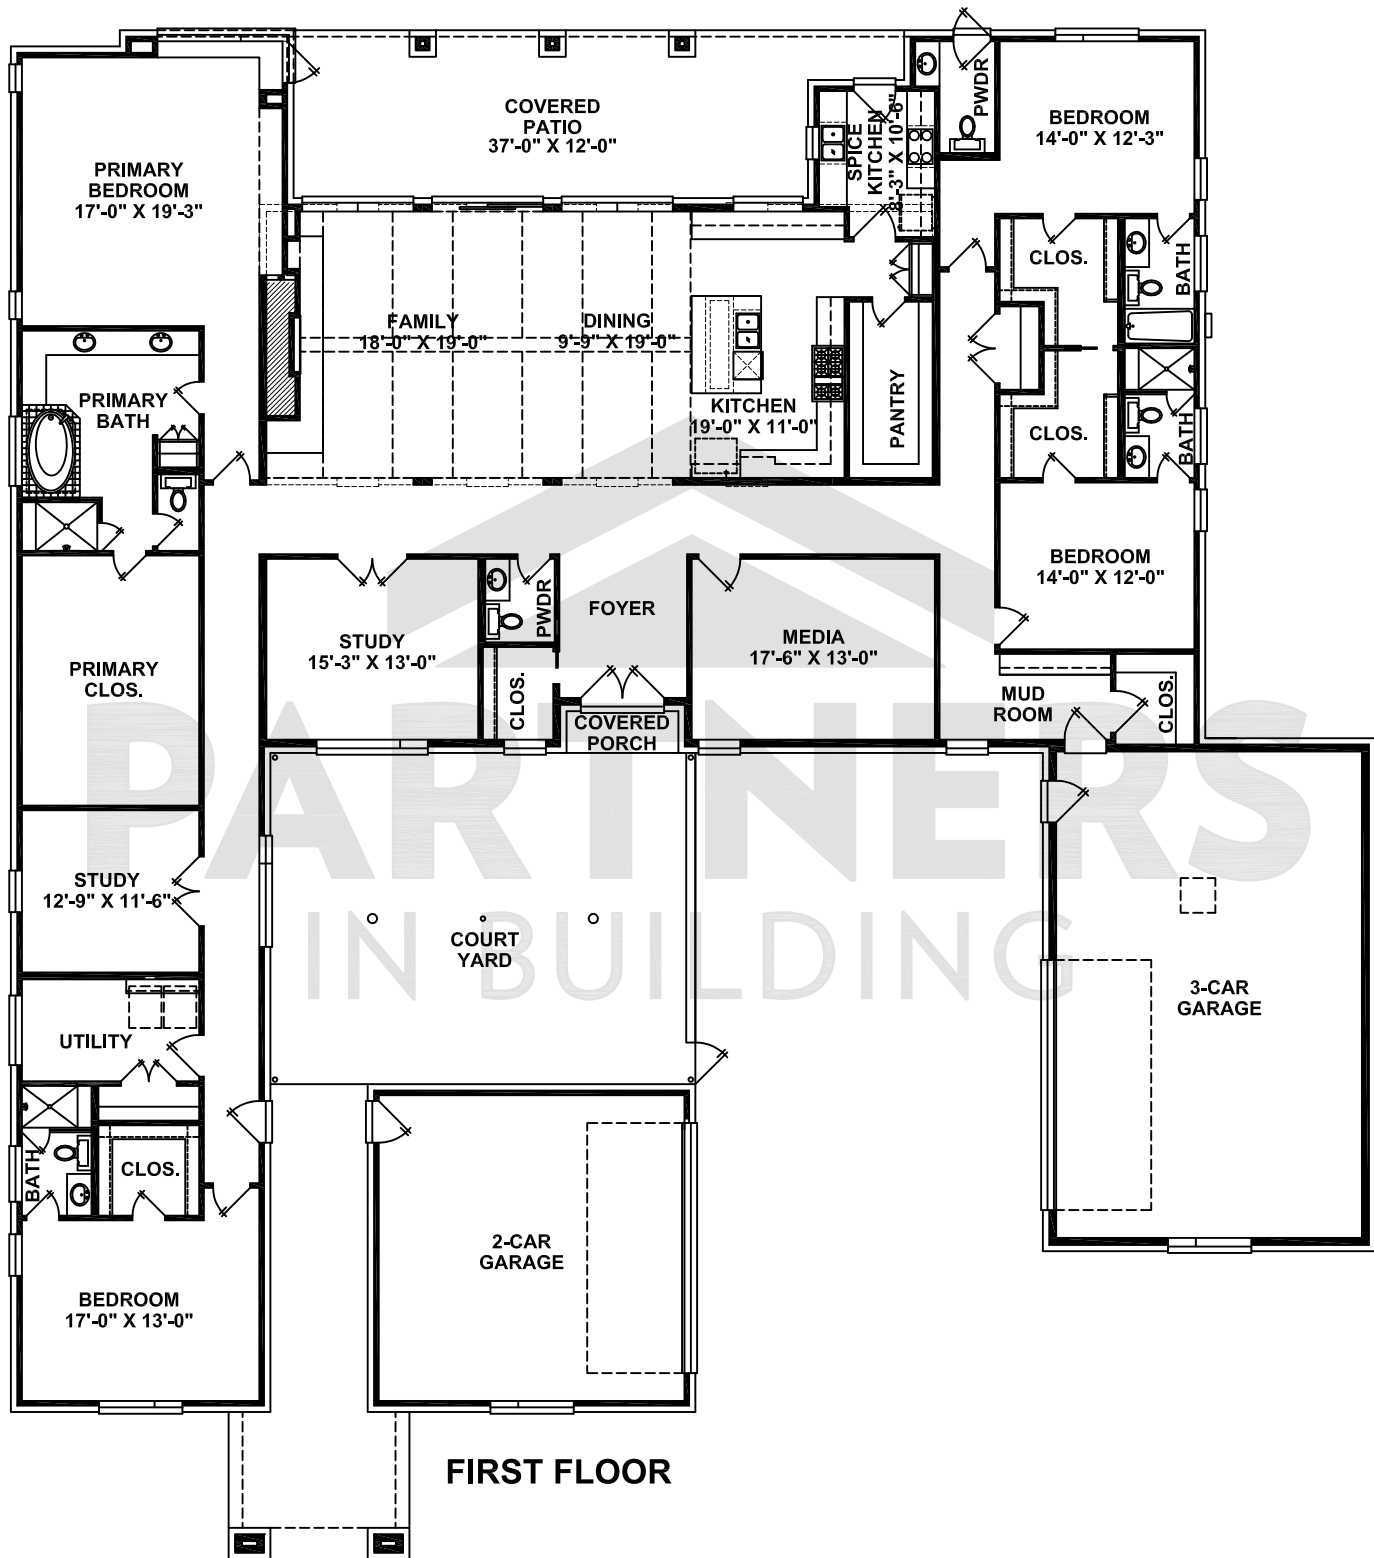 COVERED
PATIO
37'-0" X 12'-0"
SPICE
KITCHEN
8'-3" X 10'-6"
PWDR
BEDROOM
14'-0" X 12'-3"
PRIMARY
BEDROOM
17'-0" X 19'-3"
CLOS.
BATH
FAMILY
18'-0" X 19'-0"
DINING
9'-9" X 19'-0"
KITCHEN
19'-0" X 11'-0"
PANTRY
PRIMARY
BATH
CLOS.
BATH
BEDROOM
14'-0" X 12'-0"
STUDY
15'-3" X 13'-0"
PWDR
FOYER
MEDIA
17'-6" X 13'-0"
PRIMARY
CLOS.
CLOS.
COVERED
PORCH
MUD
ROOM
CLOS.
PARTNERS
IN BUILDING
STUDY
12'-9" X 11'-6"
COURT
YARD
3-CAR
GARAGE
UTILITY
BATH
CLOS.
2-CAR
GARAGE
BEDROOM
17'-0" X 13'-0"
FIRST FLOOR